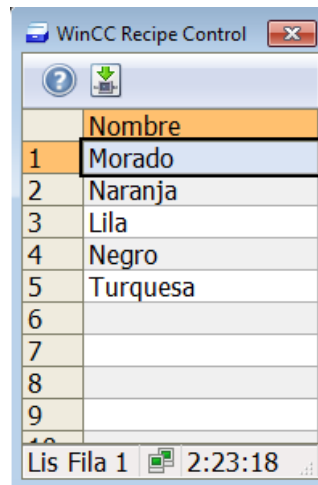 WinCC Recipe Control
Nombre
1 Morado
2 Naranja
3 Lila
4 Negro
5 Turquesa
6
7
8
9
Lis Fila 1 2:23:18